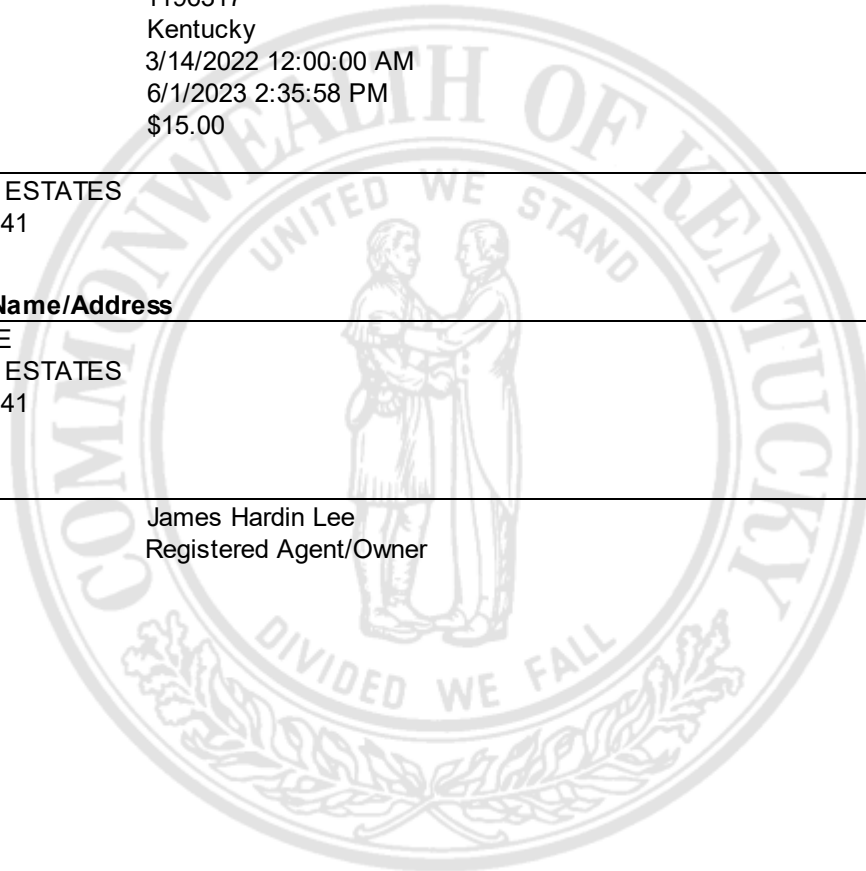 Kentucky
3/14/2022 12:00:00 AM
6/1/2023 2:35:58 PM
$15.00
ESTATES
41
Name/Address
E
ESTATES
41
James Hardin Lee
Registered Agent/Owner
COMMONWEALTH OF KENTUCKY
UNITED WE STAND
DIVIDED WE FALL